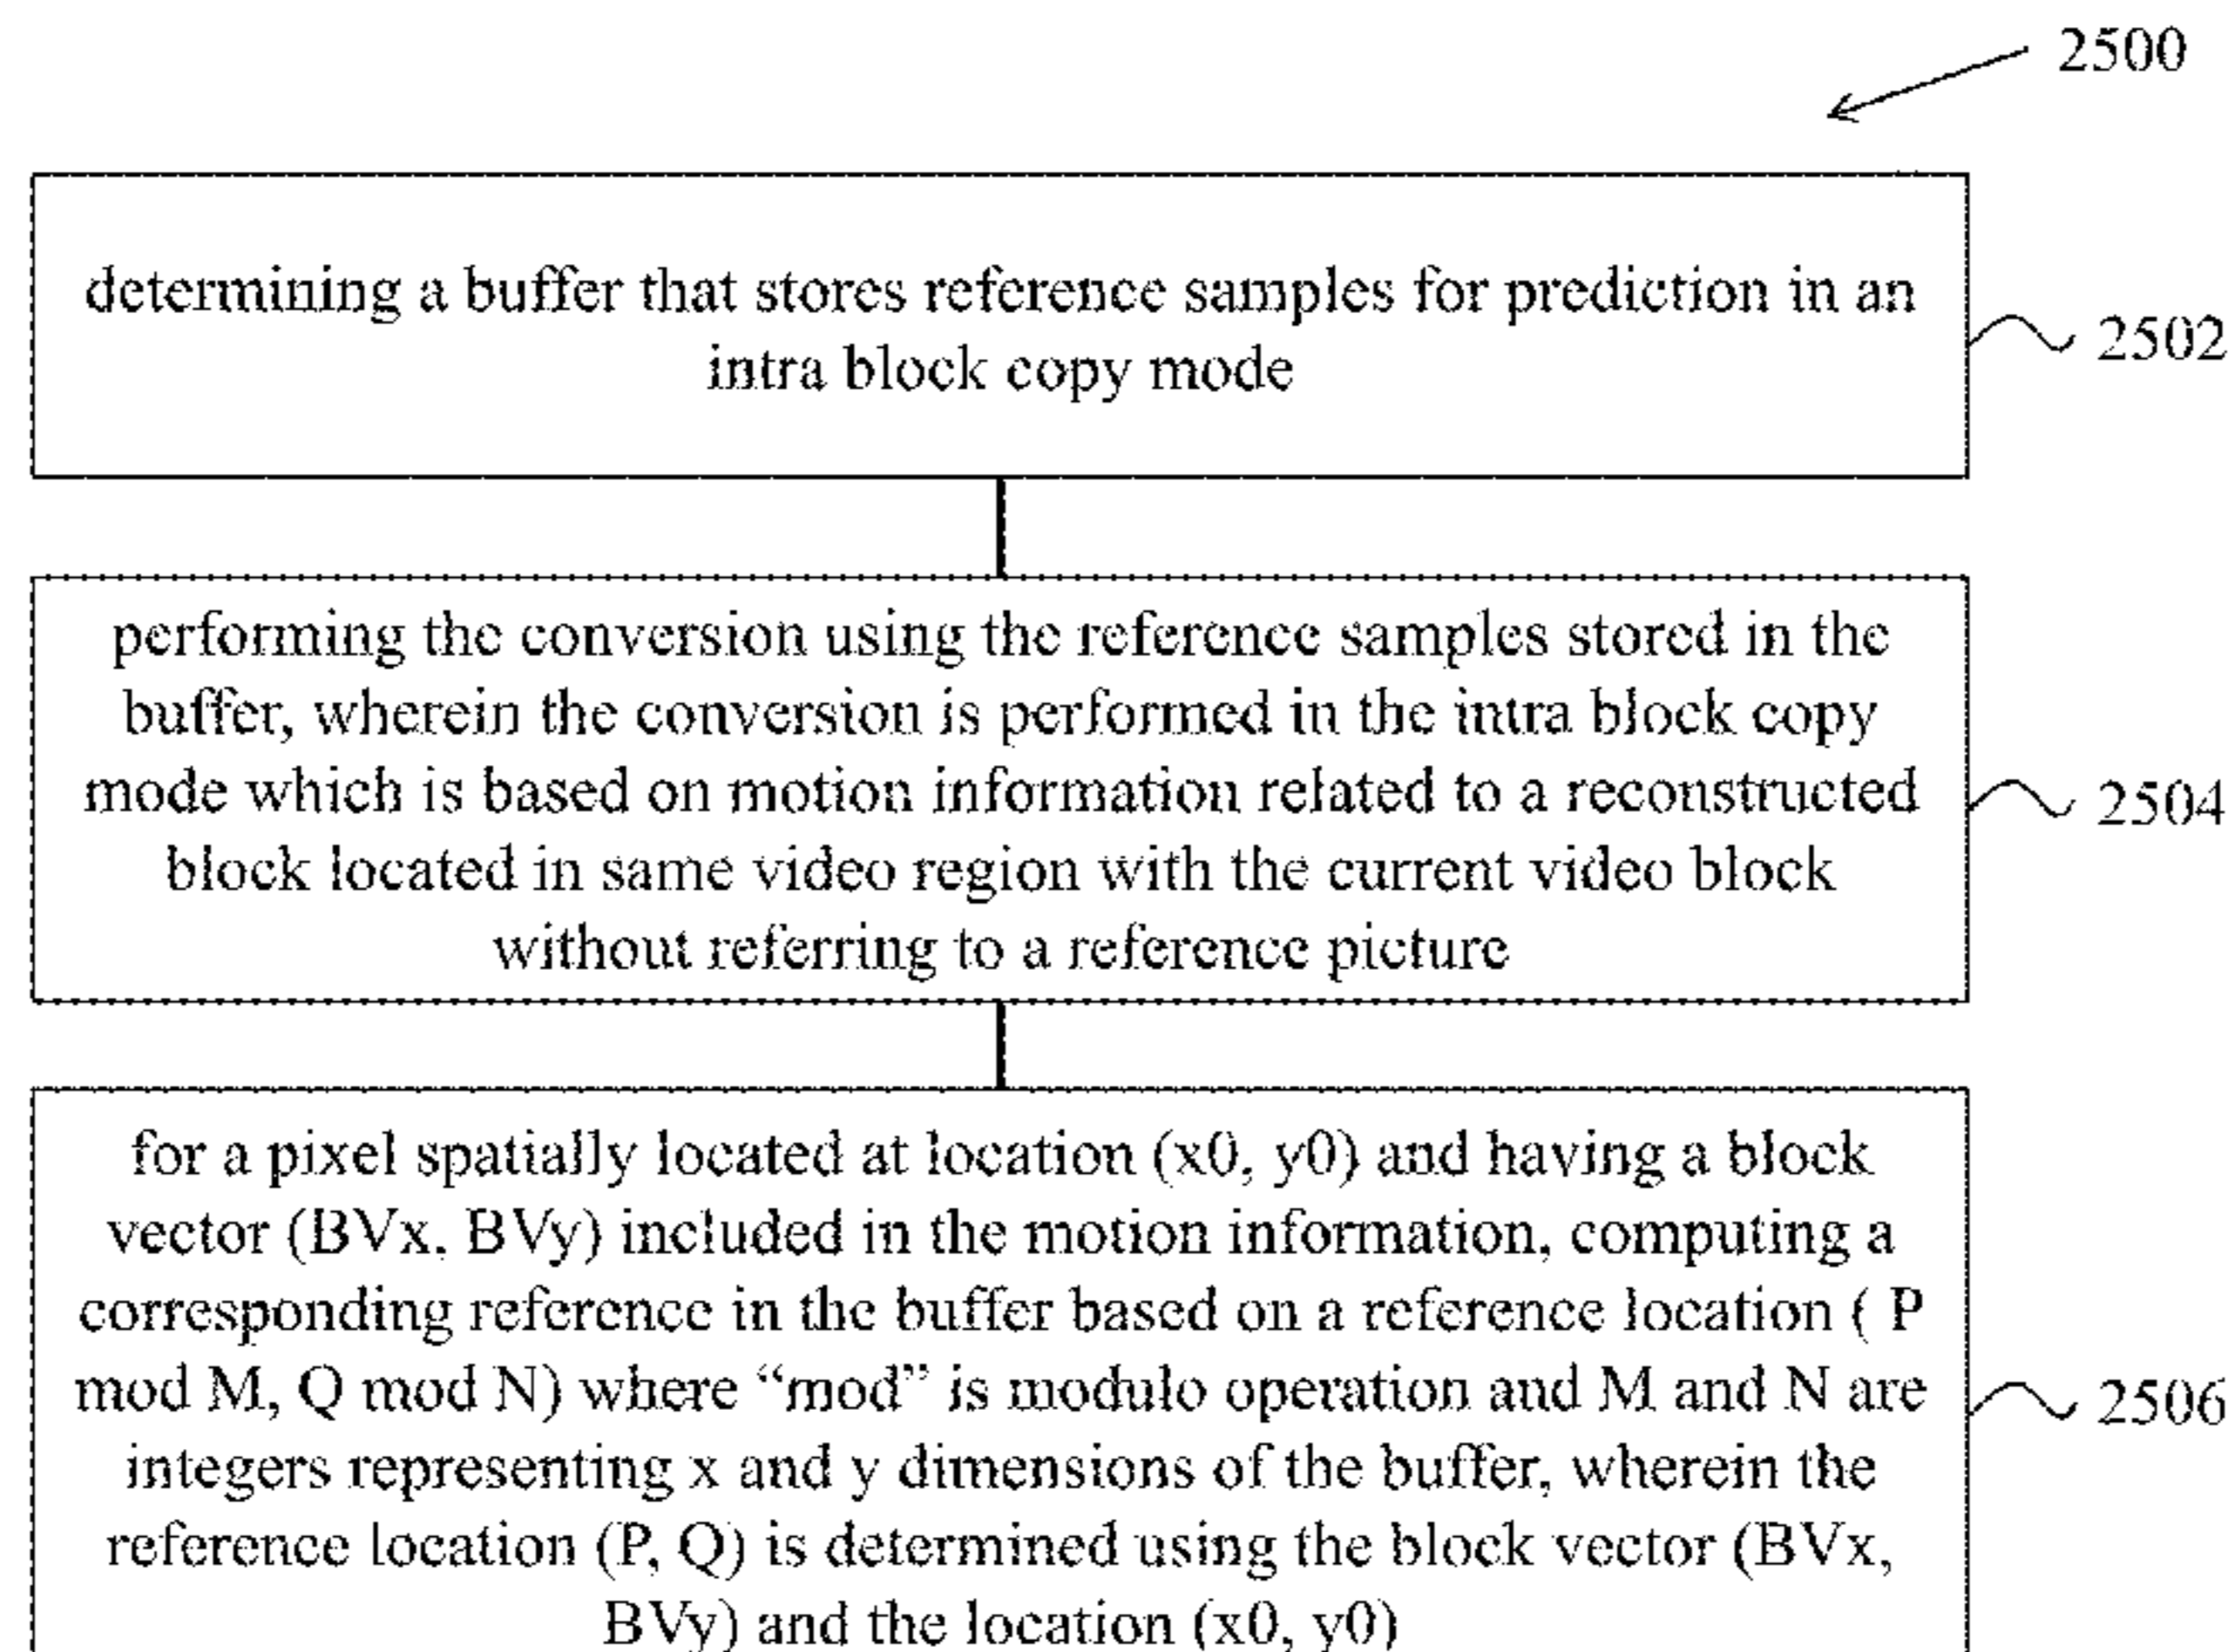 2500
determining a buffer that stores reference samples for prediction in an
intra block copy mode
2502
performing the conversion using the reference samples stored in the
buffer, wherein the conversion is performed in the intra block copy
mode which is based on motion information related to a reconstructed
block located in same video region with the current video block
without referring to a reference picture
2504
for a pixel spatially located at location (x0, y0) and having a block
vector (BVx, BVy) included in the motion information, computing a
corresponding reference in the buffer based on a reference location ( P
mod M, Q mod N) where “mod” is modulo operation and M and N are
integers representing x and y dimensions of the buffer, wherein the
reference location (P, Q) is determined using the block vector (BVx,
BVy) and the location (x0, y0)
2506